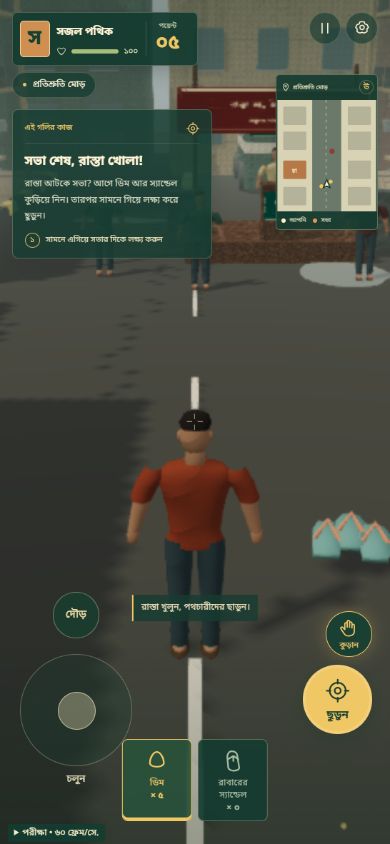 স
সজল পথিক
১০০
পয়েন্ট
০৫
প্রতিশ্রুতি মোড়
এই গলির কাজ
সভা শেষ, রাস্তা খোলা!
রাস্তা আটকে সভা? আগে ডিম আর স্যান্ডেল
কুড়িয়ে নিন। তারপর সামনে গিয়ে লক্ষ্য করে
ছুড়ুন।
১ সামনে এগিয়ে সভার দিকে লক্ষ্য করুন
প্রতিশ্রুতি মোড়
উ
চা
সভা
রাস্তা খুলুন, পথচারীদের ছাড়ুন।
দৌড়
কুড়ান
ছুড়ুন
চলুন
ডিম
× ৫
রাবারের
স্যান্ডেল
× ০
▶ পরীক্ষা • ৬০ ফ্রেম/সে.